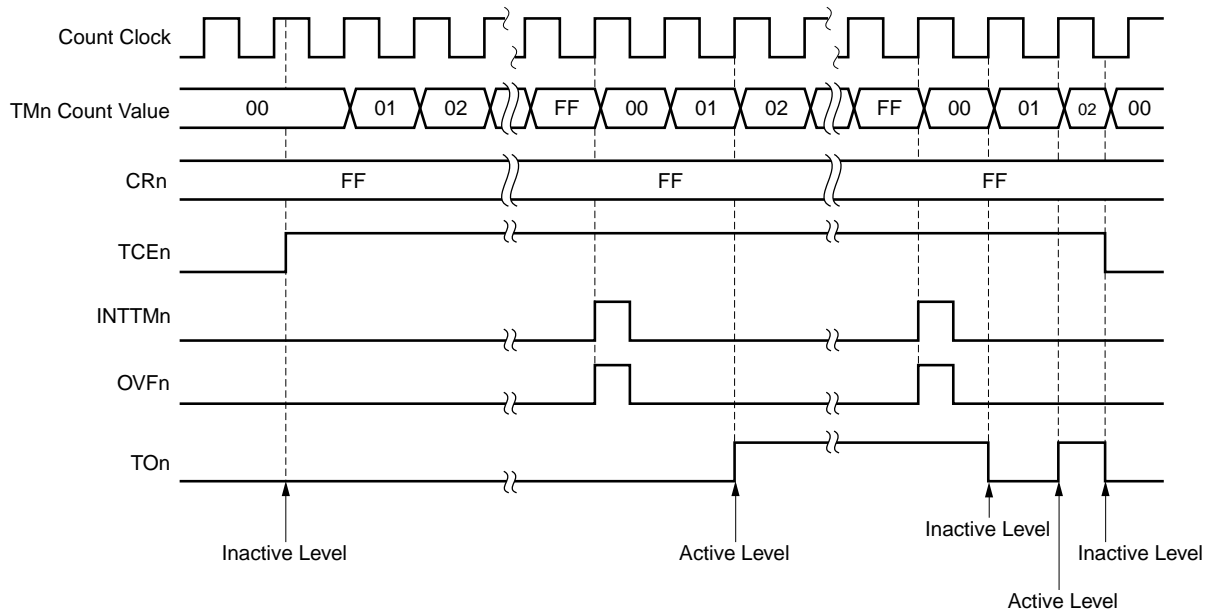 Count Clock
TMn Count Value 00 01 02 FF 00 01 02 FF 00 01 02 00
CRn FF FF FF
TCEn
INTTMn
OVFn
TOn
Inactive Level Active Level Inactive Level Inactive Level
Active Level